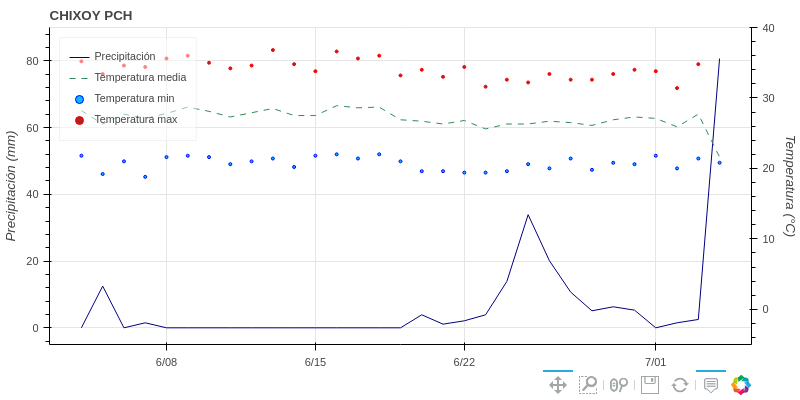 CHIXOY PCH
Precipitación
Temperatura media
Temperatura min
Temperatura max
Precipitación (mm)
80
60
40
20
0
Temperatura (°C)
40
30
20
10
0
6/08
6/15
6/22
7/01